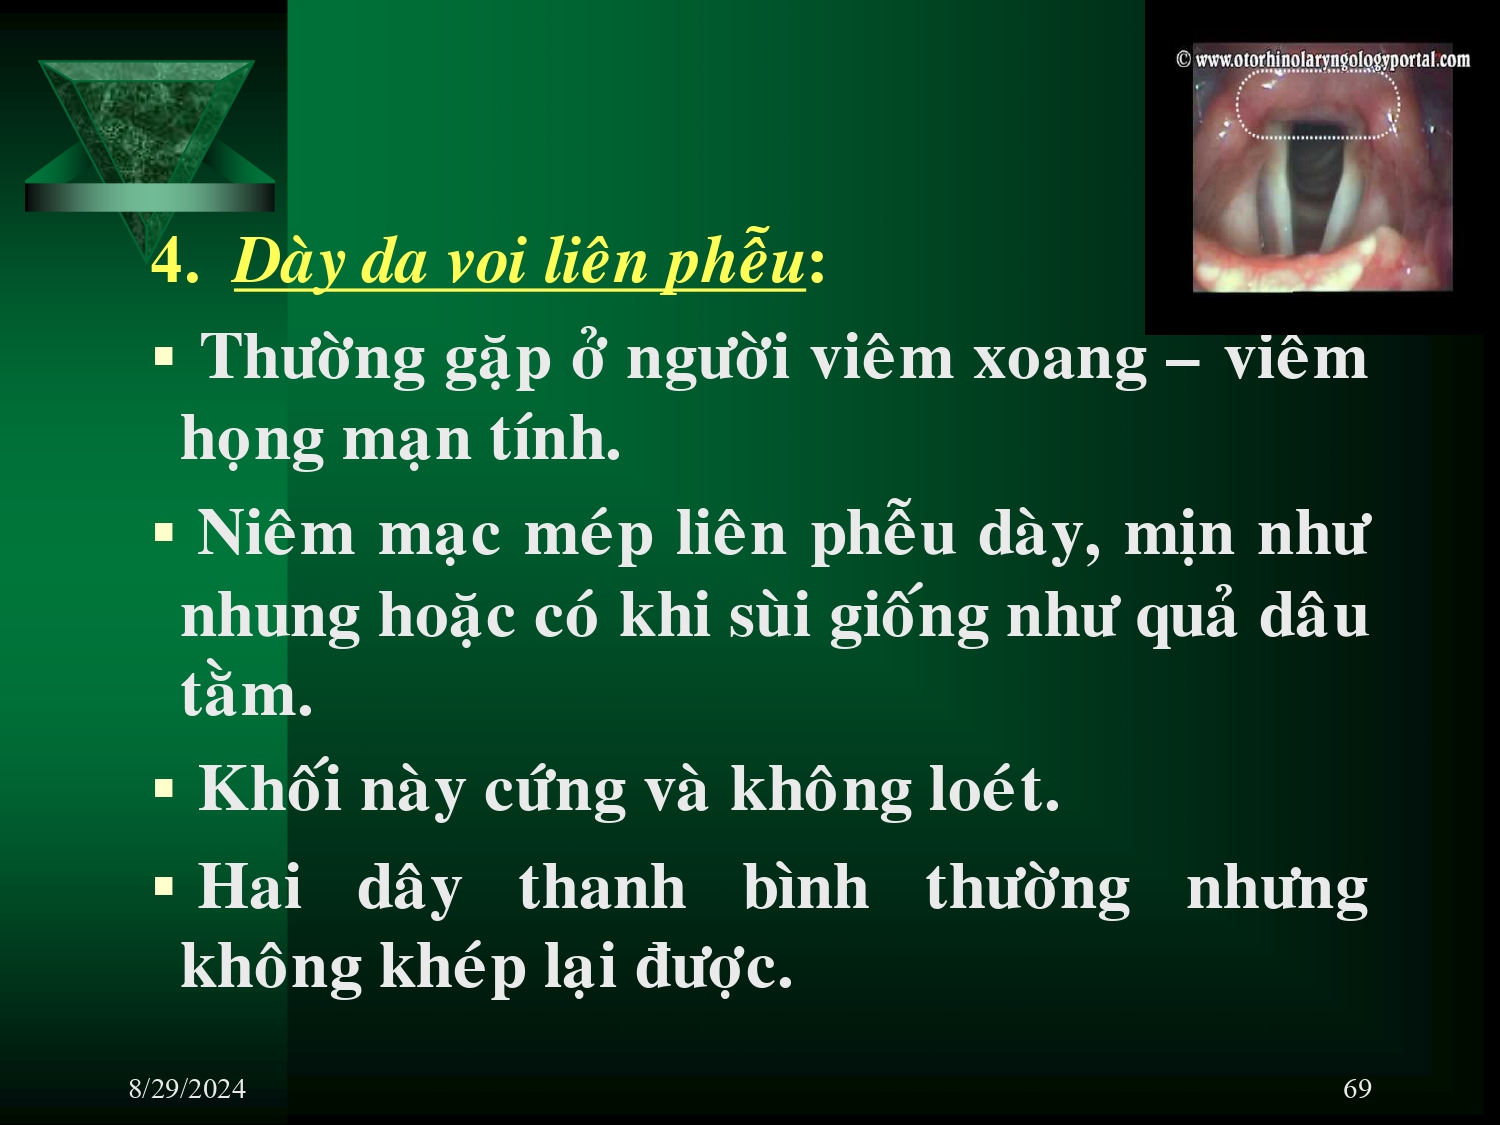 © www.otorhinolaryngologyportal.com
4. Dày da voi liên phễu:
▪ Thường gặp ở người viêm xoang – viêm
họng mạn tính.
▪ Niêm mạc mép liên phễu dày, mịn như
nhung hoặc có khi sùi giống như quả dâu
tằm.
▪ Khối này cứng và không loét.
▪ Hai dây thanh bình thường nhưng
không khép lại được.
8/29/2024
69